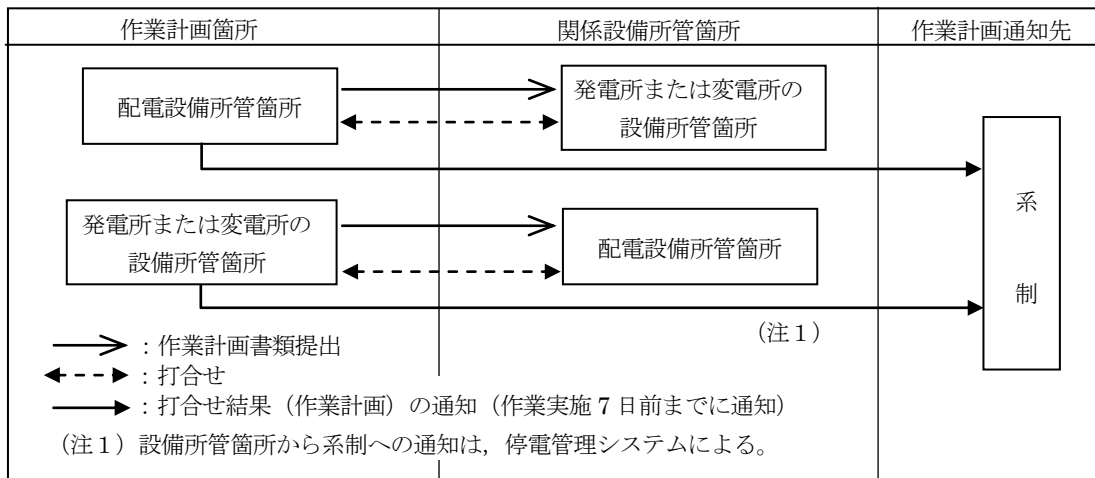 作業計画箇所
関係設備所管箇所
作業計画通知先
配電設備所管箇所
発電所または変電所の
設備所管箇所
発電所または変電所の
設備所管箇所
配電設備所管箇所
系
制
(注1)
:作業計画書類提出
:打合せ
:打合せ結果(作業計画)の通知(作業実施7日前までに通知)
(注1)設備所管箇所から系制への通知は,停電管理システムによる。